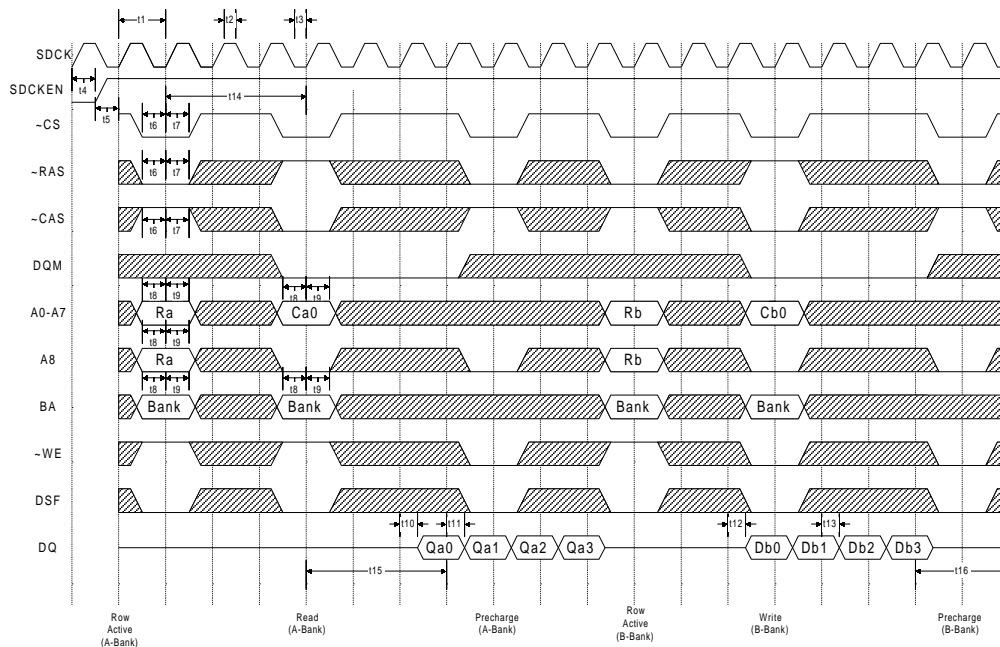 t1
t2
t3
SDCK
t4
SDCKEN
t14
t5
~CS
t6 t7
t6 t7
~RAS
~CAS
t6 t7
DQM
t8 t9
t8 t9
A0-A7
Ra
Ca0
Rb
Cb0
t8 t9
A8
Ra
Rb
t8 t9
t8 t9
BA
Bank
Bank
Bank
Bank
~WE
DSF
t10
t11
t12
t13
DQ
Qa0 Qa1 Qa2 Qa3
Db0 Db1 Db2 Db3
t15
t16
Row
Active
(A-Bank)
Read
(A-Bank)
Precharge
(A-Bank)
Row
Active
(B-Bank)
Write
(B-Bank)
Precharge
(B-Bank)